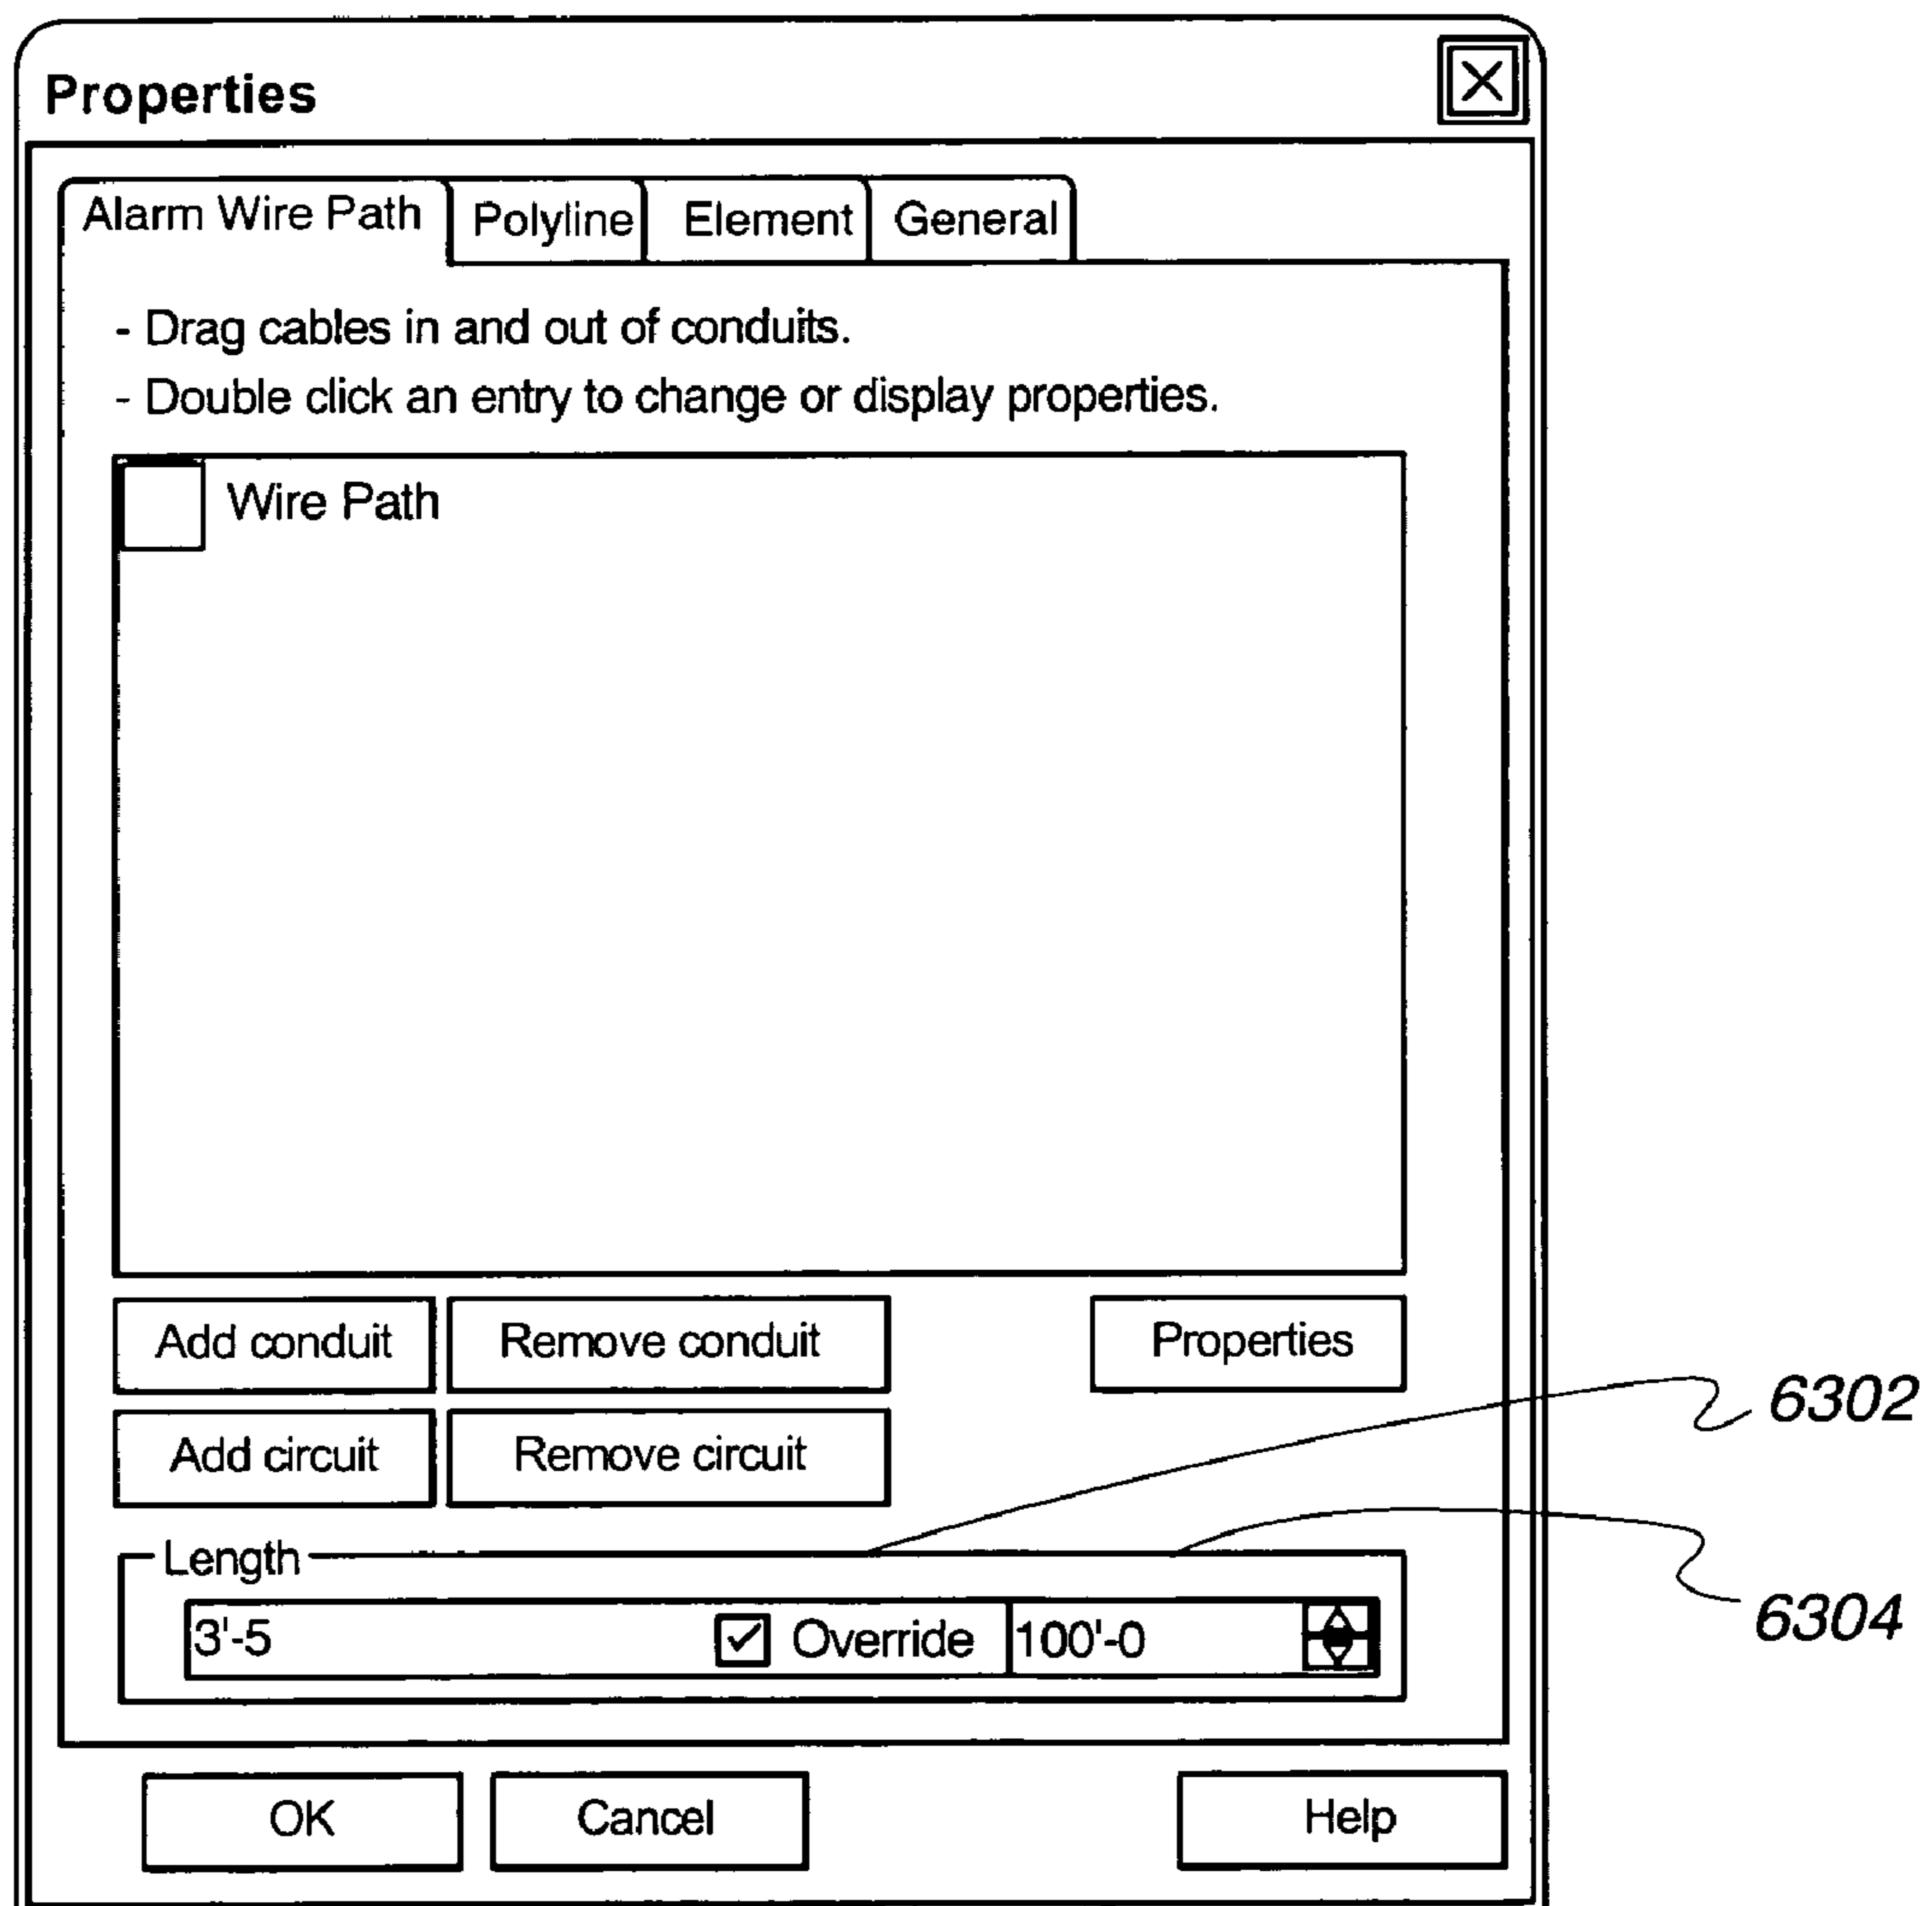 Properties
Alarm Wire Path Polyline Element General
- Drag cables in and out of conduits.
- Double click an entry to change or display properties.
Wire Path
Add conduit Remove conduit Properties
6302
Add circuit Remove circuit
Length
3'-5 Override 100'-0
6304
OK Cancel Help